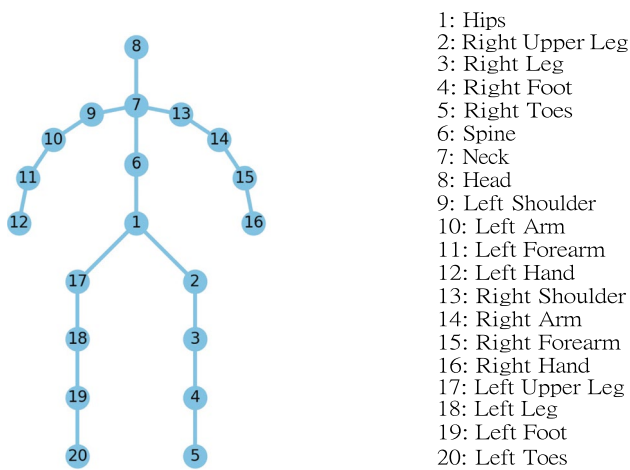 8
7
9
13
10
14
6
11
15
12
1
16
17
2
18
3
19
4
20
5
1: Hips
2: Right Upper Leg
3: Right Leg
4: Right Foot
5: Right Toes
6: Spine
7: Neck
8: Head
9: Left Shoulder
10: Left Arm
11: Left Forearm
12: Left Hand
13: Right Shoulder
14: Right Arm
15: Right Forearm
16: Right Hand
17: Left Upper Leg
18: Left Leg
19: Left Foot
20: Left Toes